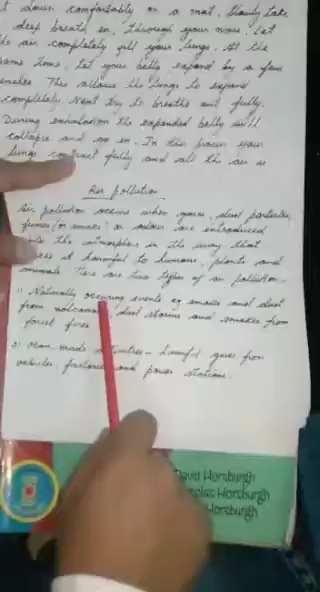 down comfortably on a mat. Slowly take
deep breath in, through your nose, let
the air completely fill your lungs. At the
same time, let your belly expand by a few
inches. This allows the lungs to expand
completely. Next try to breathe out fully.
During exhalation the expanded belly will
collapse and go in. In this process your
lungs contract fully and all the air is
Air pollution
Air pollution occurs when gases, dust particles,
fumes (or smoke) or odour are introduced
into the atmosphere in the way that
it harmful to humans, plants and
animals There are two types of air pollution.
1) Naturally occuring events eg smoke and dust
from volcanoes, dust storms and smokes from
forest fires
2) Man-made activities - harmful gases from
vehicles factories and power stations.
David Horsburgh
Nicholas Horsburgh
Horsburgh